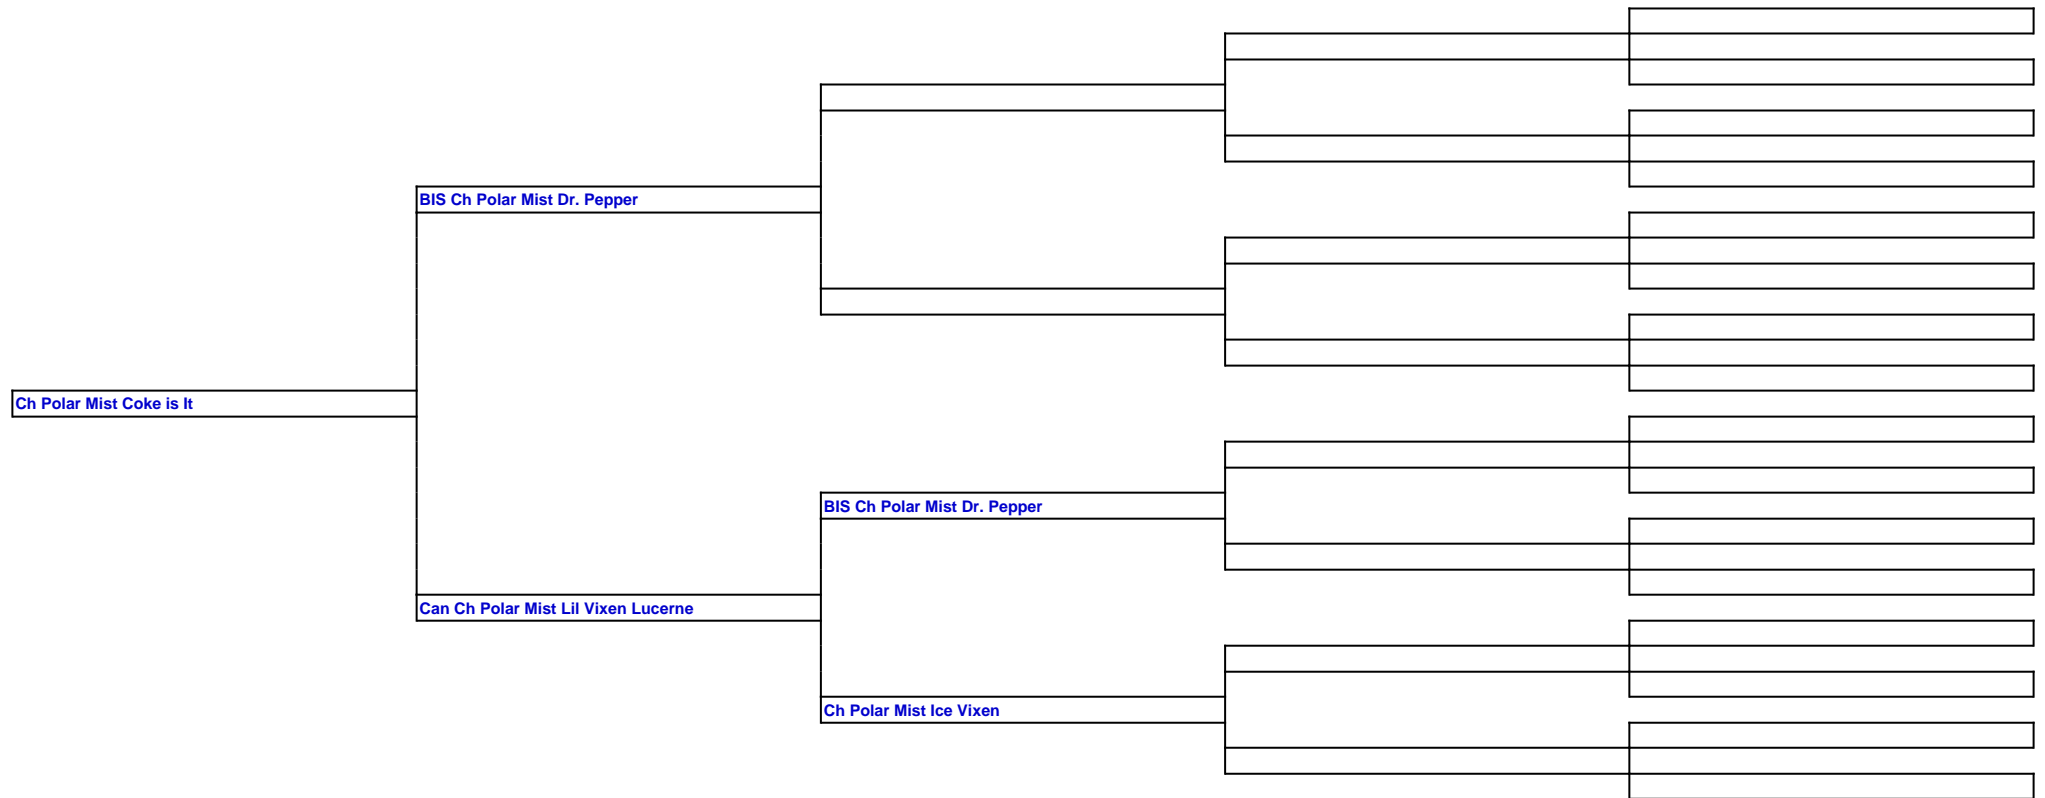 BIS Ch Polar Mist Dr. Pepper
Ch Polar Mist Coke is It
BIS Ch Polar Mist Dr. Pepper
Can Ch Polar Mist Lil Vixen Lucerne
Ch Polar Mist Ice Vixen